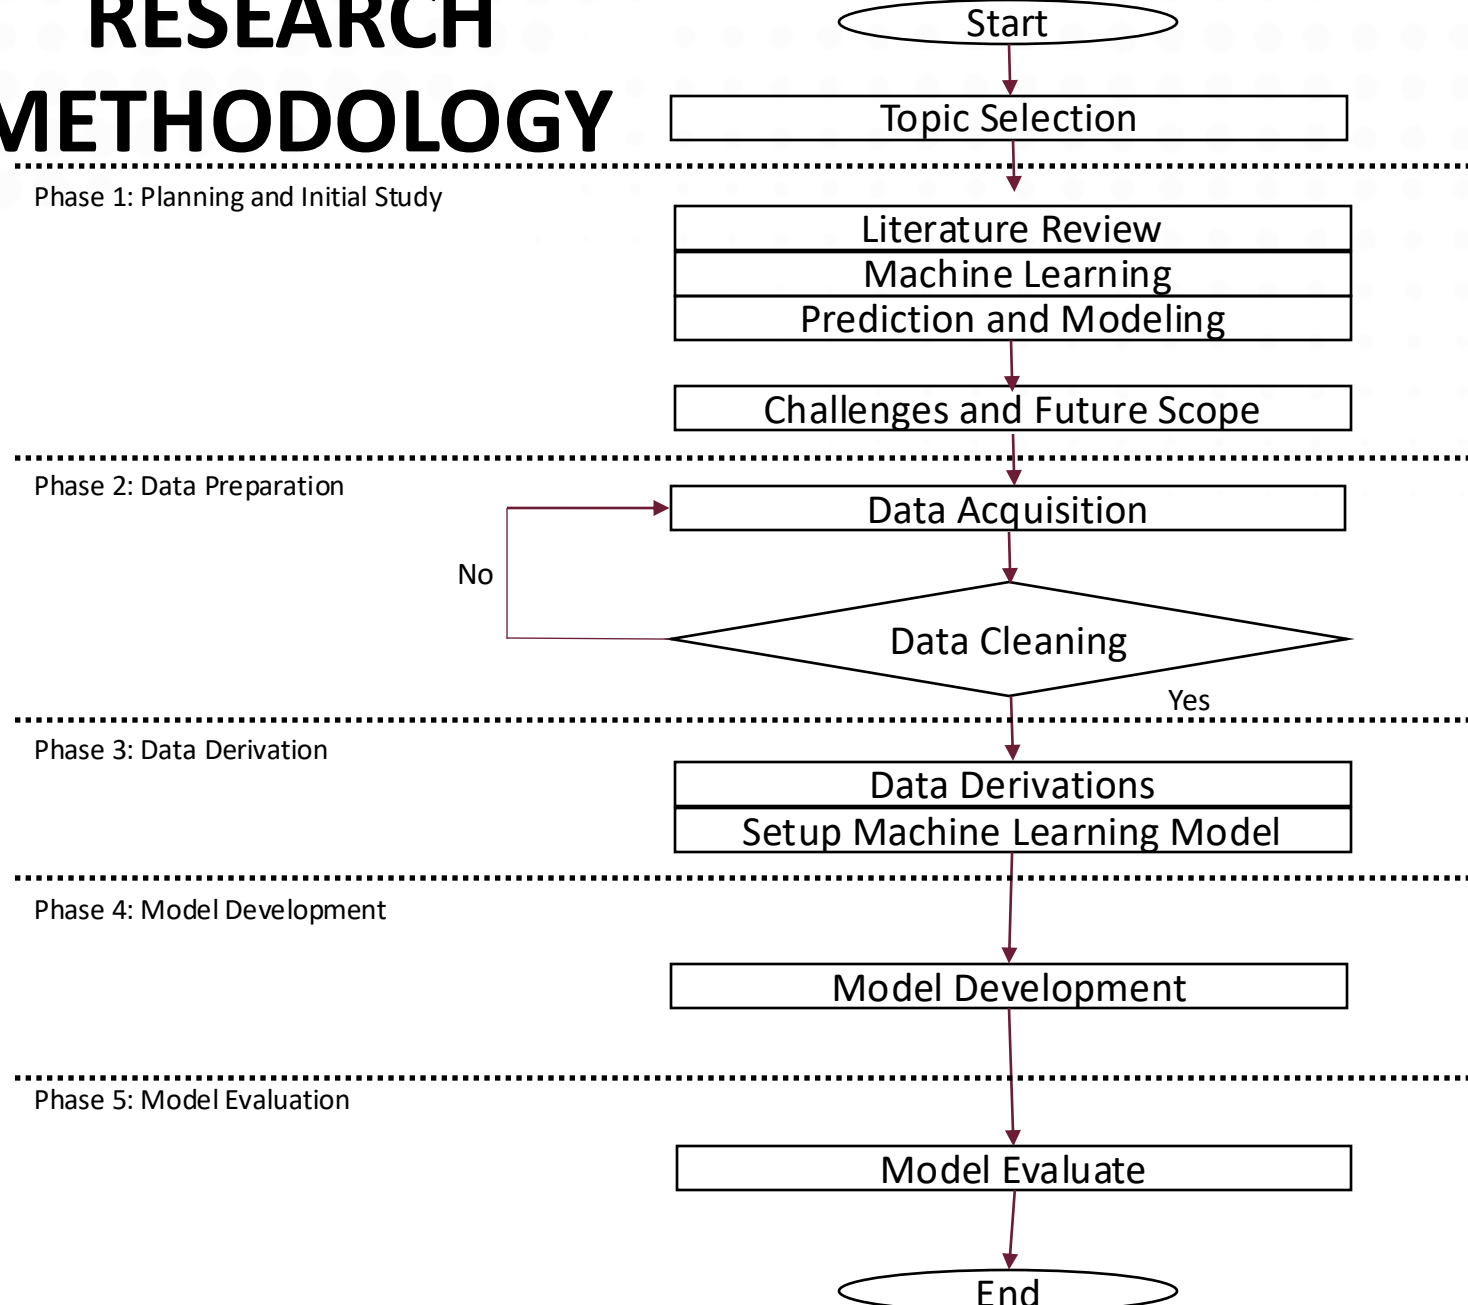 RESEARCH
METHODOLOGY
Start
Topic Selection
Phase 1: Planning and Initial Study
Literature Review
Machine Learning
Prediction and Modeling
Challenges and Future Scope
Phase 2: Data Preparation
Data Acquisition
No
Data Cleaning
Yes
Phase 3: Data Derivation
Data Derivations
Setup Machine Learning Model
Phase 4: Model Development
Model Development
Phase 5: Model Evaluation
Model Evaluate
End